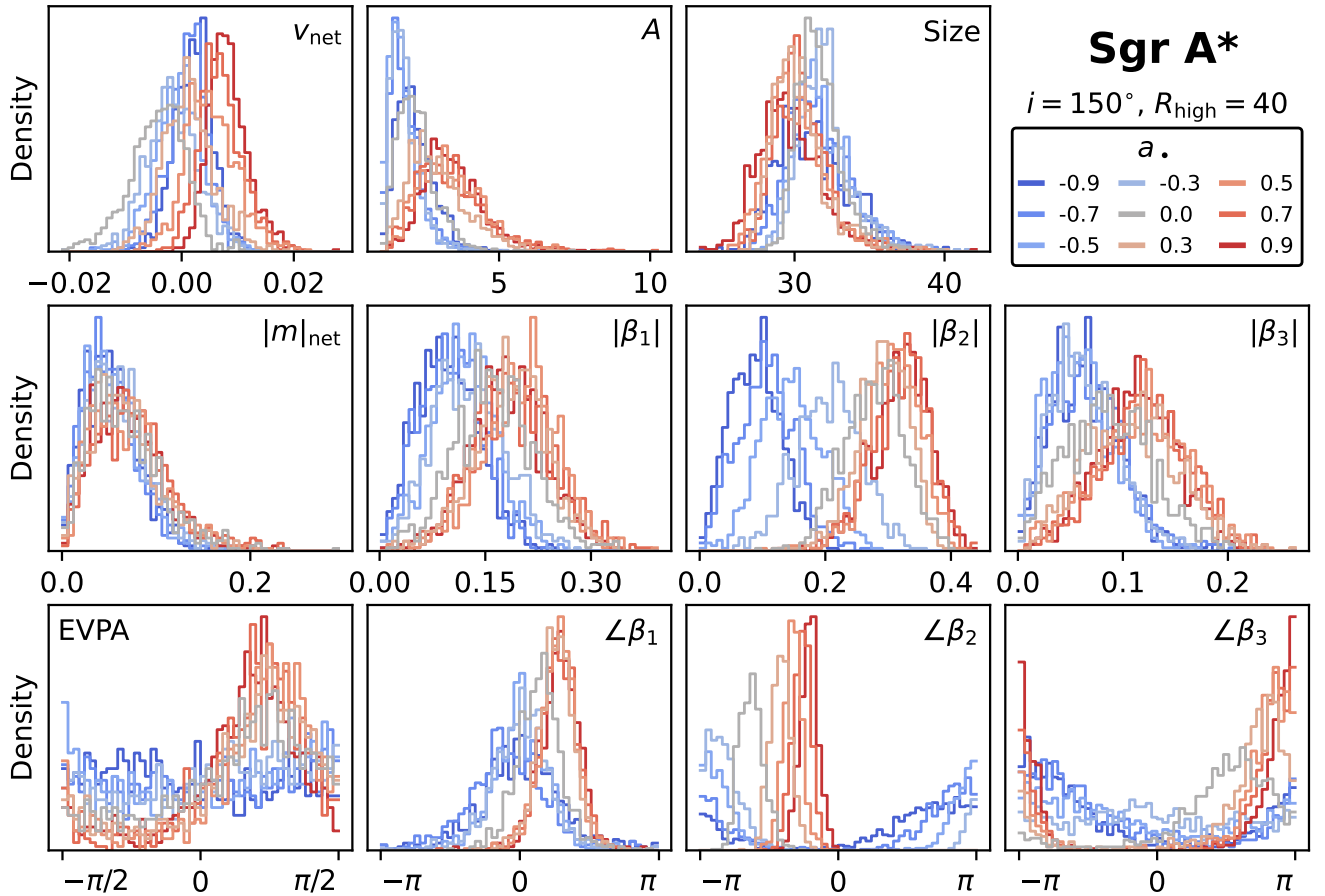 Density
v_net
A
Size
Sgr A*
i = 150°, R_high = 40
a•
-0.9 -0.3 0.5
-0.7 0.0 0.7
-0.5 0.3 0.9
−0.02 0.00 0.02
5 10
30 40
Density
|m|_net
|β₁|
|β₂|
|β₃|
0.0 0.2
0.00 0.15 0.30
0.0 0.2 0.4
0.0 0.1 0.2
Density
EVPA
∠β₁
∠β₂
∠β₃
−π/2 0 π/2
−π 0 π
−π 0 π
−π 0 π